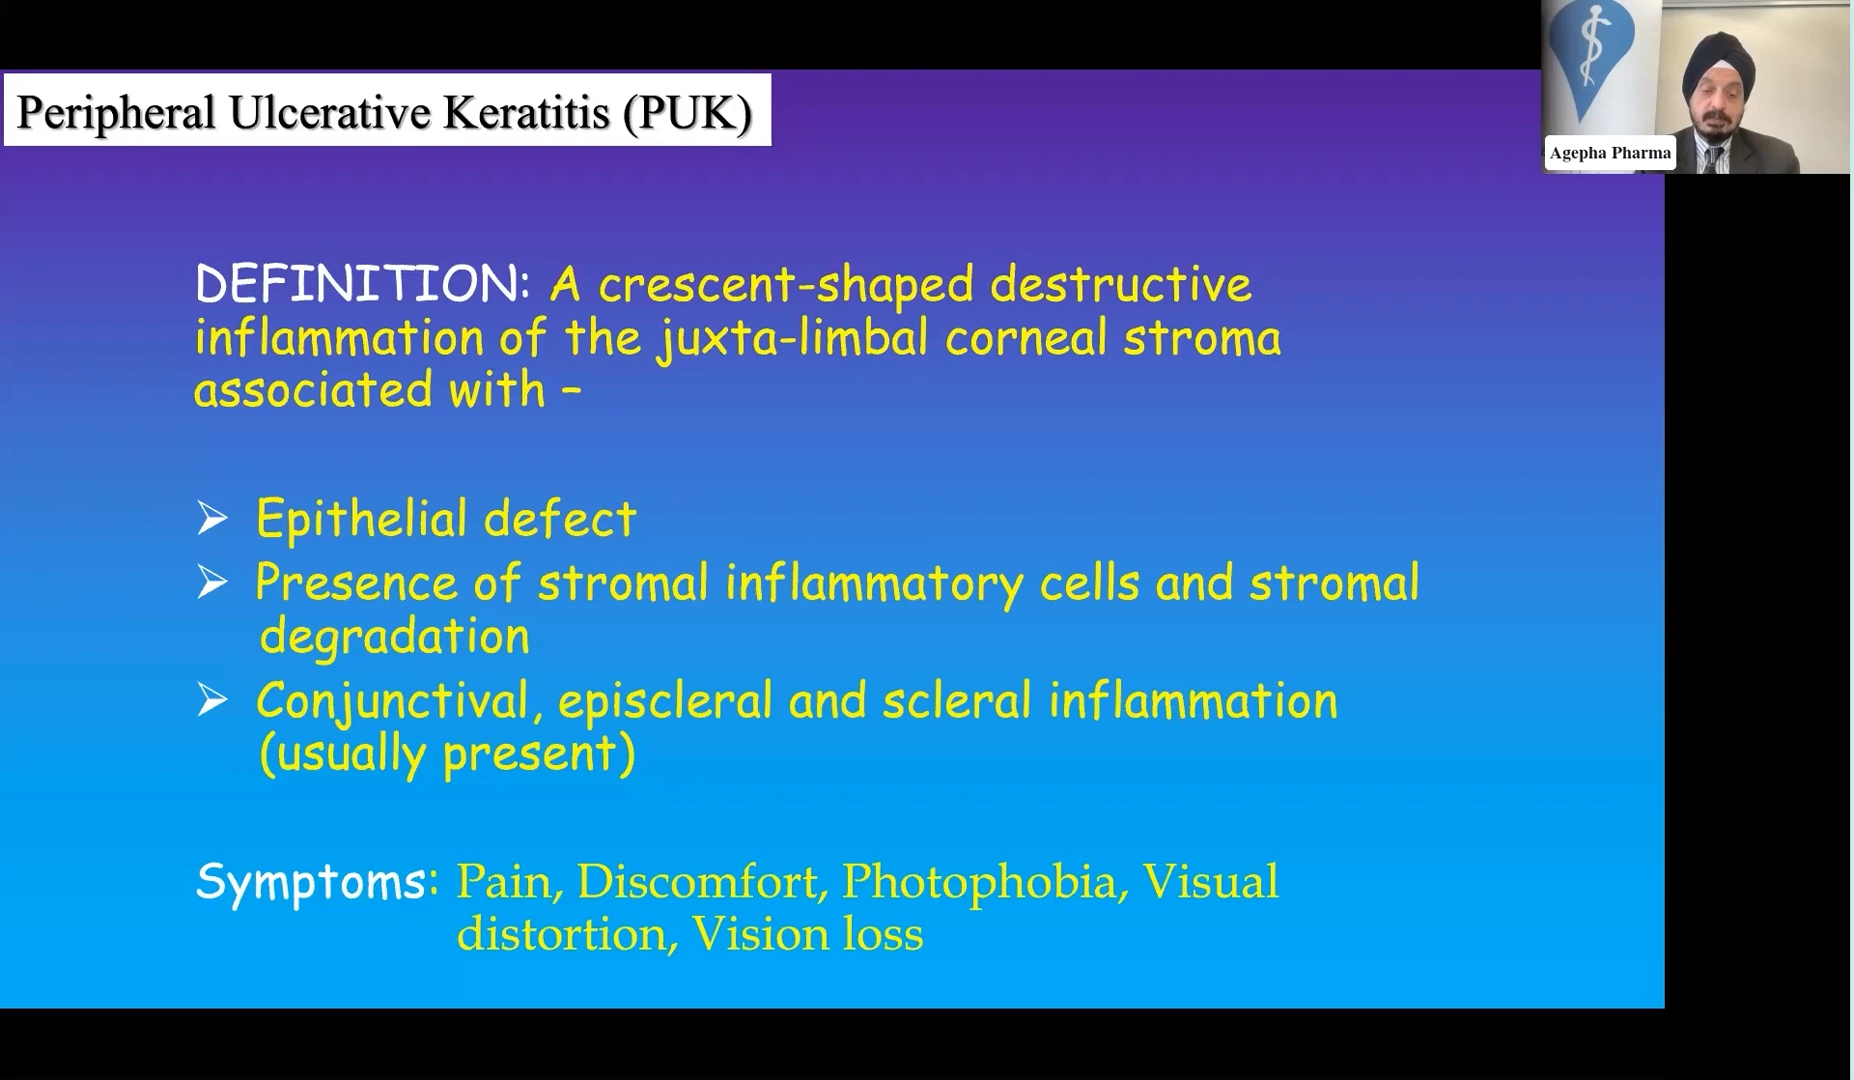 Peripheral Ulcerative Keratitis (PUK)
Agepha Pharma
DEFINITION: A crescent-shaped destructive
inflammation of the juxta-limbal corneal stroma
associated with –
➢ Epithelial defect
➢ Presence of stromal inflammatory cells and stromal
degradation
➢ Conjunctival, episcleral and scleral inflammation
(usually present)
Symptoms: Pain, Discomfort, Photophobia, Visual
distortion, Vision loss